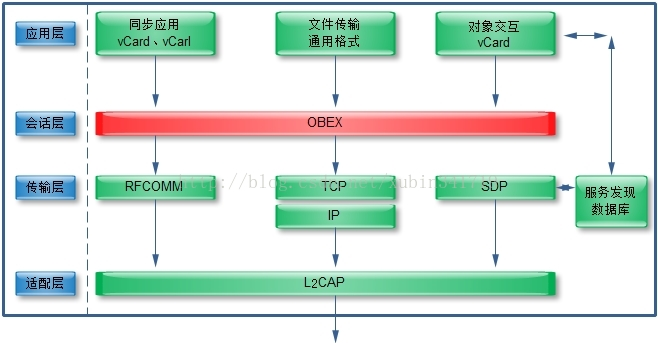 应用层
同步应用
vCard、vCarl
文件传输
通用格式
对象交互
vCard
会话层
OBEX
传输层
RFCOMM
TCP
SDP
服务发现
数据库
IP
适配层
L2CAP